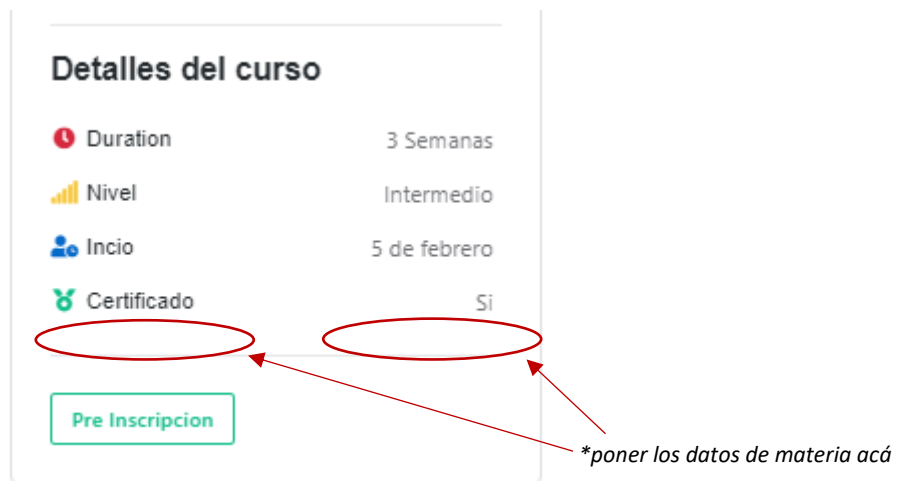 Detalles del curso
Duration 3 Semanas
Nivel Intermedio
Incio 5 de febrero
Certificado Si
Pre Inscripcion
*poner los datos de materia acá